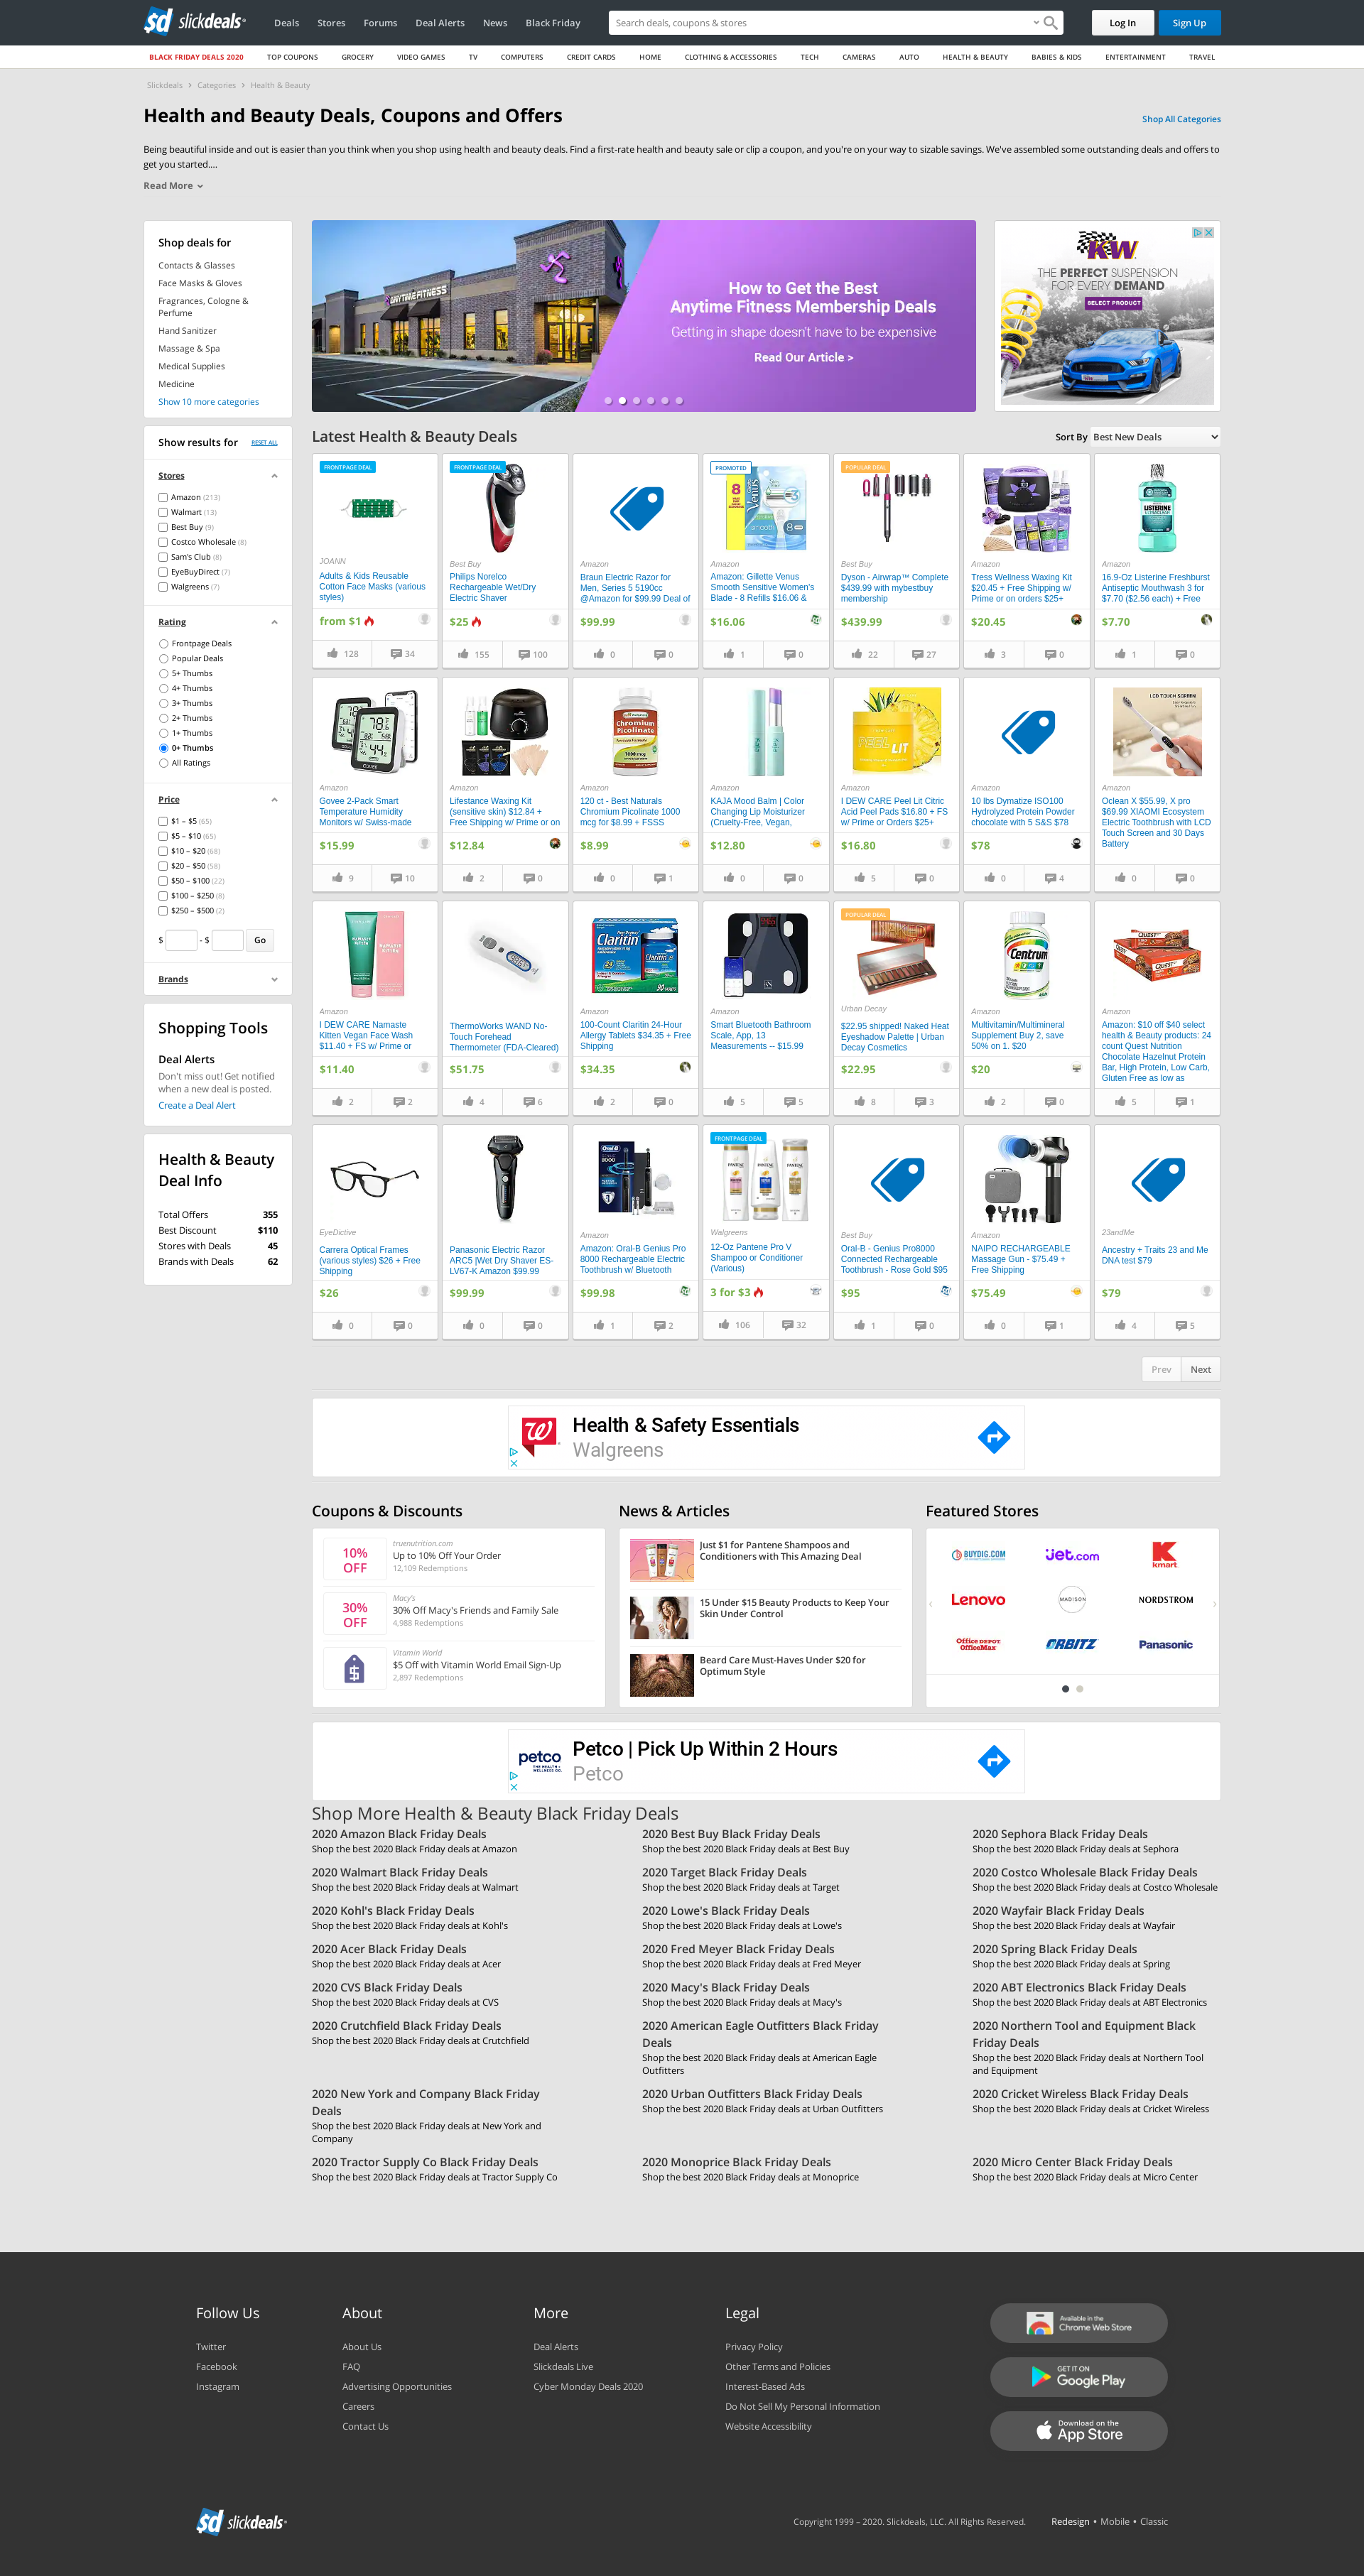 sd slickdeals
Deals
Stores
Forums
Deal Alerts
News
Black Friday
Search deals, coupons & stores
Log In
Sign Up
BLACK FRIDAY DEALS 2020
TOP COUPONS
GROCERY
VIDEO GAMES
TV
COMPUTERS
CREDIT CARDS
HOME
CLOTHING & ACCESSORIES
TECH
CAMERAS
AUTO
HEALTH & BEAUTY
BABIES & KIDS
ENTERTAINMENT
TRAVEL
Slickdeals › Categories › Health & Beauty
Health and Beauty Deals, Coupons and Offers
Shop All Categories
Being beautiful inside and out is easier than you think when you shop using health and beauty deals. Find a first-rate health and beauty sale or clip a coupon, and you're on your way to sizable savings. We've assembled some outstanding deals and offers to
get you started....
Read More
Shop deals for
Contacts & Glasses
Face Masks & Gloves
Fragrances, Cologne &
Perfume
Hand Sanitizer
Massage & Spa
Medical Supplies
Medicine
Show 10 more categories
ANYTIME FITNESS
How to Get the Best
Anytime Fitness Membership Deals
Getting in shape doesn't have to be expensive
Read Our Article >
KW
THE PERFECT SUSPENSION
FOR EVERY DEMAND
SELECT PRODUCT
Show results for
RESET ALL
Stores
Amazon (213)
Walmart (13)
Best Buy (9)
Costco Wholesale (8)
Sam's Club (8)
EyeBuyDirect (7)
Walgreens (7)
Rating
Frontpage Deals
Popular Deals
5+ Thumbs
4+ Thumbs
3+ Thumbs
2+ Thumbs
1+ Thumbs
0+ Thumbs
All Ratings
Price
$1 – $5 (65)
$5 – $10 (65)
$10 – $20 (68)
$20 – $50 (58)
$50 – $100 (22)
$100 – $250 (8)
$250 – $500 (2)
$ - $ Go
Brands
Shopping Tools
Deal Alerts
Don't miss out! Get notified
when a new deal is posted.
Create a Deal Alert
Health & Beauty
Deal Info
Total Offers 355
Best Discount $110
Stores with Deals 45
Brands with Deals 62
Latest Health & Beauty Deals
Sort By Best New Deals
FRONTPAGE DEAL
JOANN
Adults & Kids Reusable
Cotton Face Masks (various
styles)
from $1
128 34
FRONTPAGE DEAL
Best Buy
Philips Norelco
Rechargeable Wet/Dry
Electric Shaver
$25
155 100
Amazon
Braun Electric Razor for
Men, Series 5 5190cc
@Amazon for $99.99 Deal of
$99.99
0 0
PROMOTED
8
Venus
smooth
Amazon
Amazon: Gillette Venus
Smooth Sensitive Women's
Blade - 8 Refills $16.06 &
$16.06
1 0
POPULAR DEAL
Best Buy
Dyson - Airwrap™ Complete
$439.99 with mybestbuy
membership
$439.99
22 27
Amazon
Tress Wellness Waxing Kit
$20.45 + Free Shipping w/
Prime or on orders $25+
$20.45
3 0
LISTERINE
Amazon
16.9-Oz Listerine Freshburst
Antiseptic Mouthwash 3 for
$7.70 ($2.56 each) + Free
$7.70
1 0
Amazon
Govee 2-Pack Smart
Temperature Humidity
Monitors w/ Swiss-made
$15.99
9 10
Amazon
Lifestance Waxing Kit
(sensitive skin) $12.84 +
Free Shipping w/ Prime or on
$12.84
2 0
Chromium
Picolinate
Amazon
120 ct - Best Naturals
Chromium Picolinate 1000
mcg for $8.99 + FSSS
$8.99
0 1
Amazon
KAJA Mood Balm | Color
Changing Lip Moisturizer
(Cruelty-Free, Vegan,
$12.80
0 0
PEEL LIT
Amazon
I DEW CARE Peel Lit Citric
Acid Peel Pads $16.80 + FS
w/ Prime or Orders $25+
$16.80
5 0
Amazon
10 lbs Dymatize ISO100
Hydrolyzed Protein Powder
chocolate with 5 S&S $78
$78
0 4
LCD TOUCH SCREEN
Amazon
Oclean X $55.99, X pro
$69.99 XIAOMI Ecosystem
Electric Toothbrush with LCD
Touch Screen and 30 Days
Battery
0 0
NAMASTE KITTEN
Amazon
I DEW CARE Namaste
Kitten Vegan Face Wash
$11.40 + FS w/ Prime or
$11.40
2 2
ThermoWorks WAND No-
Touch Forehead
Thermometer (FDA-Cleared)
$51.75
4 6
Claritin
Amazon
100-Count Claritin 24-Hour
Allergy Tablets $34.35 + Free
Shipping
$34.35
2 0
Amazon
Smart Bluetooth Bathroom
Scale, App, 13
Measurements -- $15.99
5 5
POPULAR DEAL
Urban Decay
$22.95 shipped! Naked Heat
Eyeshadow Palette | Urban
Decay Cosmetics
$22.95
8 3
Centrum
Amazon
Multivitamin/Multimineral
Supplement Buy 2, save
50% on 1. $20
$20
2 0
QUEST
Amazon
Amazon: $10 off $40 select
health & Beauty products: 24
count Quest Nutrition
Chocolate Hazelnut Protein
Bar, High Protein, Low Carb,
Gluten Free as low as
5 1
EyeDictive
Carrera Optical Frames
(various styles) $26 + Free
Shipping
$26
0 0
Panasonic Electric Razor
ARC5 |Wet Dry Shaver ES-
LV67-K Amazon $99.99
$99.99
0 0
Oral-B
8000
Amazon
Amazon: Oral-B Genius Pro
8000 Rechargeable Electric
Toothbrush w/ Bluetooth
$99.98
1 2
FRONTPAGE DEAL
PANTENE
Walgreens
12-Oz Pantene Pro V
Shampoo or Conditioner
(Various)
3 for $3
106 32
Best Buy
Oral-B - Genius Pro8000
Connected Rechargeable
Toothbrush - Rose Gold $95
$95
1 0
Amazon
NAIPO RECHARGEABLE
Massage Gun - $75.49 +
Free Shipping
$75.49
0 1
23andMe
Ancestry + Traits 23 and Me
DNA test $79
$79
4 5
Prev
Next
Health & Safety Essentials
Walgreens
Coupons & Discounts
10%
OFF
truenutrition.com
Up to 10% Off Your Order
12,109 Redemptions
30%
OFF
Macy's
30% Off Macy's Friends and Family Sale
4,988 Redemptions
Vitamin World
$5 Off with Vitamin World Email Sign-Up
2,897 Redemptions
News & Articles
Just $1 for Pantene Shampoos and
Conditioners with This Amazing Deal
15 Under $15 Beauty Products to Keep Your
Skin Under Control
Beard Care Must-Haves Under $20 for
Optimum Style
Featured Stores
BUYDIG.COM
jet.com
kmart
Lenovo
MADISON
NORDSTROM
Office DEPOT
OfficeMax
ORBITZ
Panasonic
petco
THE HEALTH +
WELLNESS CO.
Petco | Pick Up Within 2 Hours
Petco
Shop More Health & Beauty Black Friday Deals
2020 Amazon Black Friday Deals
Shop the best 2020 Black Friday deals at Amazon
2020 Best Buy Black Friday Deals
Shop the best 2020 Black Friday deals at Best Buy
2020 Sephora Black Friday Deals
Shop the best 2020 Black Friday deals at Sephora
2020 Walmart Black Friday Deals
Shop the best 2020 Black Friday deals at Walmart
2020 Target Black Friday Deals
Shop the best 2020 Black Friday deals at Target
2020 Costco Wholesale Black Friday Deals
Shop the best 2020 Black Friday deals at Costco Wholesale
2020 Kohl's Black Friday Deals
Shop the best 2020 Black Friday deals at Kohl's
2020 Lowe's Black Friday Deals
Shop the best 2020 Black Friday deals at Lowe's
2020 Wayfair Black Friday Deals
Shop the best 2020 Black Friday deals at Wayfair
2020 Acer Black Friday Deals
Shop the best 2020 Black Friday deals at Acer
2020 Fred Meyer Black Friday Deals
Shop the best 2020 Black Friday deals at Fred Meyer
2020 Spring Black Friday Deals
Shop the best 2020 Black Friday deals at Spring
2020 CVS Black Friday Deals
Shop the best 2020 Black Friday deals at CVS
2020 Macy's Black Friday Deals
Shop the best 2020 Black Friday deals at Macy's
2020 ABT Electronics Black Friday Deals
Shop the best 2020 Black Friday deals at ABT Electronics
2020 Crutchfield Black Friday Deals
Shop the best 2020 Black Friday deals at Crutchfield
2020 American Eagle Outfitters Black Friday
Deals
Shop the best 2020 Black Friday deals at American Eagle
Outfitters
2020 Northern Tool and Equipment Black
Friday Deals
Shop the best 2020 Black Friday deals at Northern Tool
and Equipment
2020 New York and Company Black Friday
Deals
Shop the best 2020 Black Friday deals at New York and
Company
2020 Urban Outfitters Black Friday Deals
Shop the best 2020 Black Friday deals at Urban Outfitters
2020 Cricket Wireless Black Friday Deals
Shop the best 2020 Black Friday deals at Cricket Wireless
2020 Tractor Supply Co Black Friday Deals
Shop the best 2020 Black Friday deals at Tractor Supply Co
2020 Monoprice Black Friday Deals
Shop the best 2020 Black Friday deals at Monoprice
2020 Micro Center Black Friday Deals
Shop the best 2020 Black Friday deals at Micro Center
Follow Us
Twitter
Facebook
Instagram
About
About Us
FAQ
Advertising Opportunities
Careers
Contact Us
More
Deal Alerts
Slickdeals Live
Cyber Monday Deals 2020
Legal
Privacy Policy
Other Terms and Policies
Interest-Based Ads
Do Not Sell My Personal Information
Website Accessibility
Available in the
Chrome Web Store
GET IT ON
Google Play
Download on the
App Store
sd slickdeals
Copyright 1999 – 2020. Slickdeals, LLC. All Rights Reserved.
Redesign • Mobile • Classic